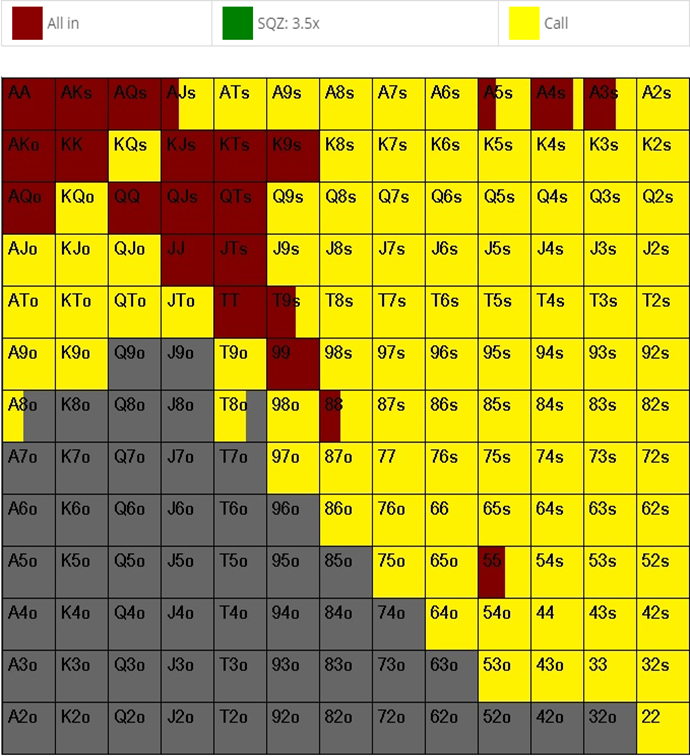 All in SQZ: 3.5x Call
AA AKs AQs AJs ATs A9s A8s A7s A6s A5s A4s A3s A2s
AKo KK KQs KJs KTs K9s K8s K7s K6s K5s K4s K3s K2s
AQo KQo QQ QJs QTs Q9s Q8s Q7s Q6s Q5s Q4s Q3s Q2s
AJo KJo QJo JJ JTs J9s J8s J7s J6s J5s J4s J3s J2s
ATo KTo QTo JTo TT T9s T8s T7s T6s T5s T4s T3s T2s
A9o K9o Q9o J9o T9o 99 98s 97s 96s 95s 94s 93s 92s
A8o K8o Q8o J8o T8o 98o 88 87s 86s 85s 84s 83s 82s
A7o K7o Q7o J7o T7o 97o 87o 77 76s 75s 74s 73s 72s
A6o K6o Q6o J6o T6o 96o 86o 76o 66 65s 64s 63s 62s
A5o K5o Q5o J5o T5o 95o 85o 75o 65o 55 54s 53s 52s
A4o K4o Q4o J4o T4o 94o 84o 74o 64o 54o 44 43s 42s
A3o K3o Q3o J3o T3o 93o 83o 73o 63o 53o 43o 33 32s
A2o K2o Q2o J2o T2o 92o 82o 72o 62o 52o 42o 32o 22